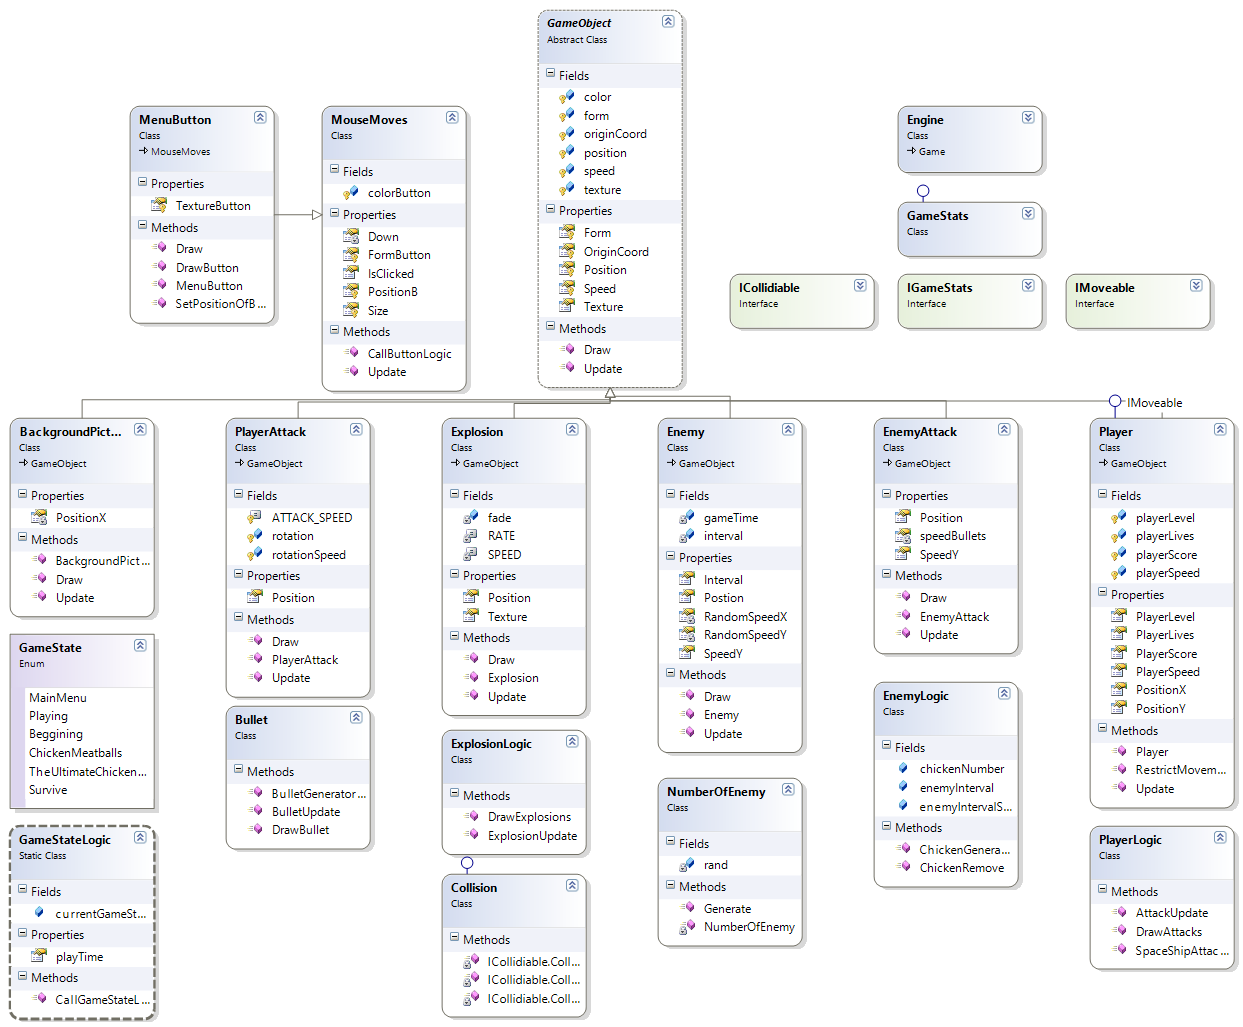 GameObject
Abstract Class
Fields
color
form
originCoord
position
speed
texture
Properties
Form
OriginCoord
Position
Speed
Texture
Methods
Draw
Update
MenuButton
Class
MouseMoves
Properties
TextureButton
Methods
Draw
DrawButton
MenuButton
SetPositionOfB...
MouseMoves
Class
Fields
colorButton
Properties
Down
FormButton
IsClicked
PositionB
Size
Methods
CallButtonLogic
Update
Engine
Class
Game
GameStats
Class
ICollidiable
Interface
IGameStats
Interface
IMoveable
Interface
IMoveable
BackgroundPict...
Class
GameObject
Properties
PositionX
Methods
BackgroundPict...
Draw
Update
PlayerAttack
Class
GameObject
Fields
ATTACK_SPEED
rotation
rotationSpeed
Properties
Position
Methods
Draw
PlayerAttack
Update
Explosion
Class
GameObject
Fields
fade
RATE
SPEED
Properties
Position
Texture
Methods
Draw
Explosion
Update
Enemy
Class
GameObject
Fields
gameTime
interval
Properties
Interval
Postion
RandomSpeedX
RandomSpeedY
SpeedY
Methods
Draw
Enemy
Update
EnemyAttack
Class
GameObject
Properties
Position
speedBullets
SpeedY
Methods
Draw
EnemyAttack
Update
Player
Class
GameObject
Fields
playerLevel
playerLives
playerScore
playerSpeed
Properties
PlayerLevel
PlayerLives
PlayerScore
PlayerSpeed
PositionX
PositionY
Methods
Player
RestrictMovem...
Update
GameState
Enum
MainMenu
Playing
Beggining
ChickenMeatballs
TheUltimateChicken...
Survive
Bullet
Class
Methods
BulletGenerator...
BulletUpdate
DrawBullet
ExplosionLogic
Class
Methods
DrawExplosions
ExplosionUpdate
NumberOfEnemy
Class
Fields
rand
Methods
Generate
NumberOfEnemy
EnemyLogic
Class
Fields
chickenNumber
enemyInterval
enemyIntervalS...
Methods
ChickenGenera...
ChickenRemove
PlayerLogic
Class
Methods
AttackUpdate
DrawAttacks
SpaceShipAttac...
GameStateLogic
Static Class
Fields
currentGameSt...
Properties
playTime
Methods
CallGameStateL...
Collision
Class
Methods
ICollidiable.Coll...
ICollidiable.Coll...
ICollidiable.Coll...